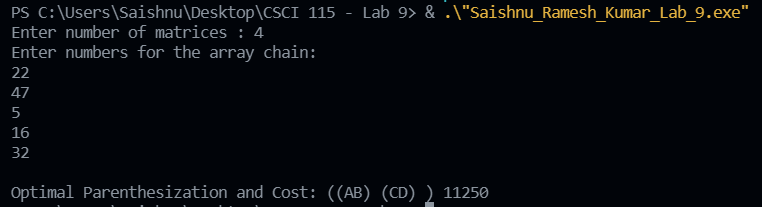 PS C:\Users\Saishnu\Desktop\CSCI 115 - Lab 9> & .\"Saishnu_Ramesh_Kumar_Lab_9.exe"
Enter number of matrices : 4
Enter numbers for the array chain:
22
47
5
16
32
Optimal Parenthesization and Cost: ((AB) (CD) ) 11250